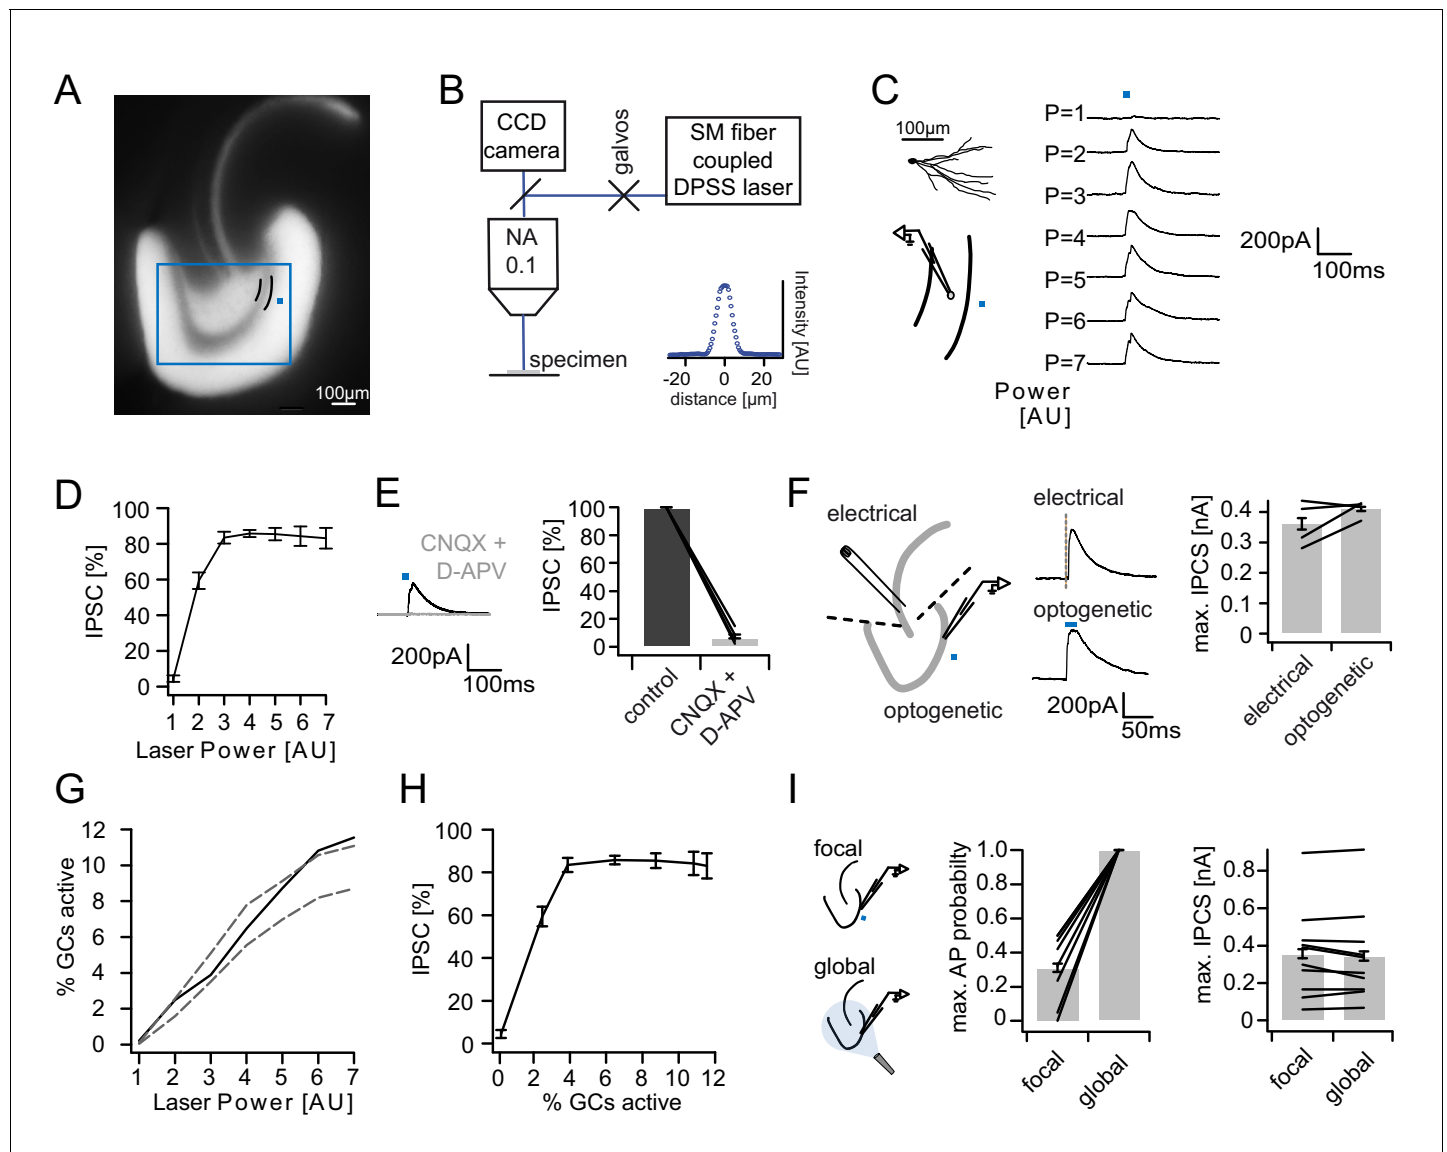 A
100µm
B
CCD
camera
galvos
SM fiber
coupled
DPSS laser
NA
0.1
specimen
Intensity [AU]
-20 0 20
distance [µm]
C
100µm
P=1
P=2
P=3
P=4
P=5
P=6
P=7
Power
[AU]
200pA
100ms
D
IPSC [%]
100
80
60
40
20
0
1 2 3 4 5 6 7
Laser Power [AU]
E
CNQX +
D-APV
200pA
100ms
IPSC [%]
100
80
60
40
20
0
control
CNQX +
D-APV
F
electrical
optogenetic
electrical
optogenetic
200pA
50ms
max. IPCS [nA]
0.4
0.3
0.2
0.1
0
electrical
optogenetic
G
% GCs active
12
10
8
6
4
2
0
1 2 3 4 5 6 7
Laser Power [AU]
H
IPSC [%]
100
80
60
40
20
0
0 2 4 6 8 10 12
% GCs active
I
focal
global
max. AP probabilty
1.0
0.8
0.6
0.4
0.2
0
focal
global
max. IPCS [nA]
0.8
0.6
0.4
0.2
0
focal
global